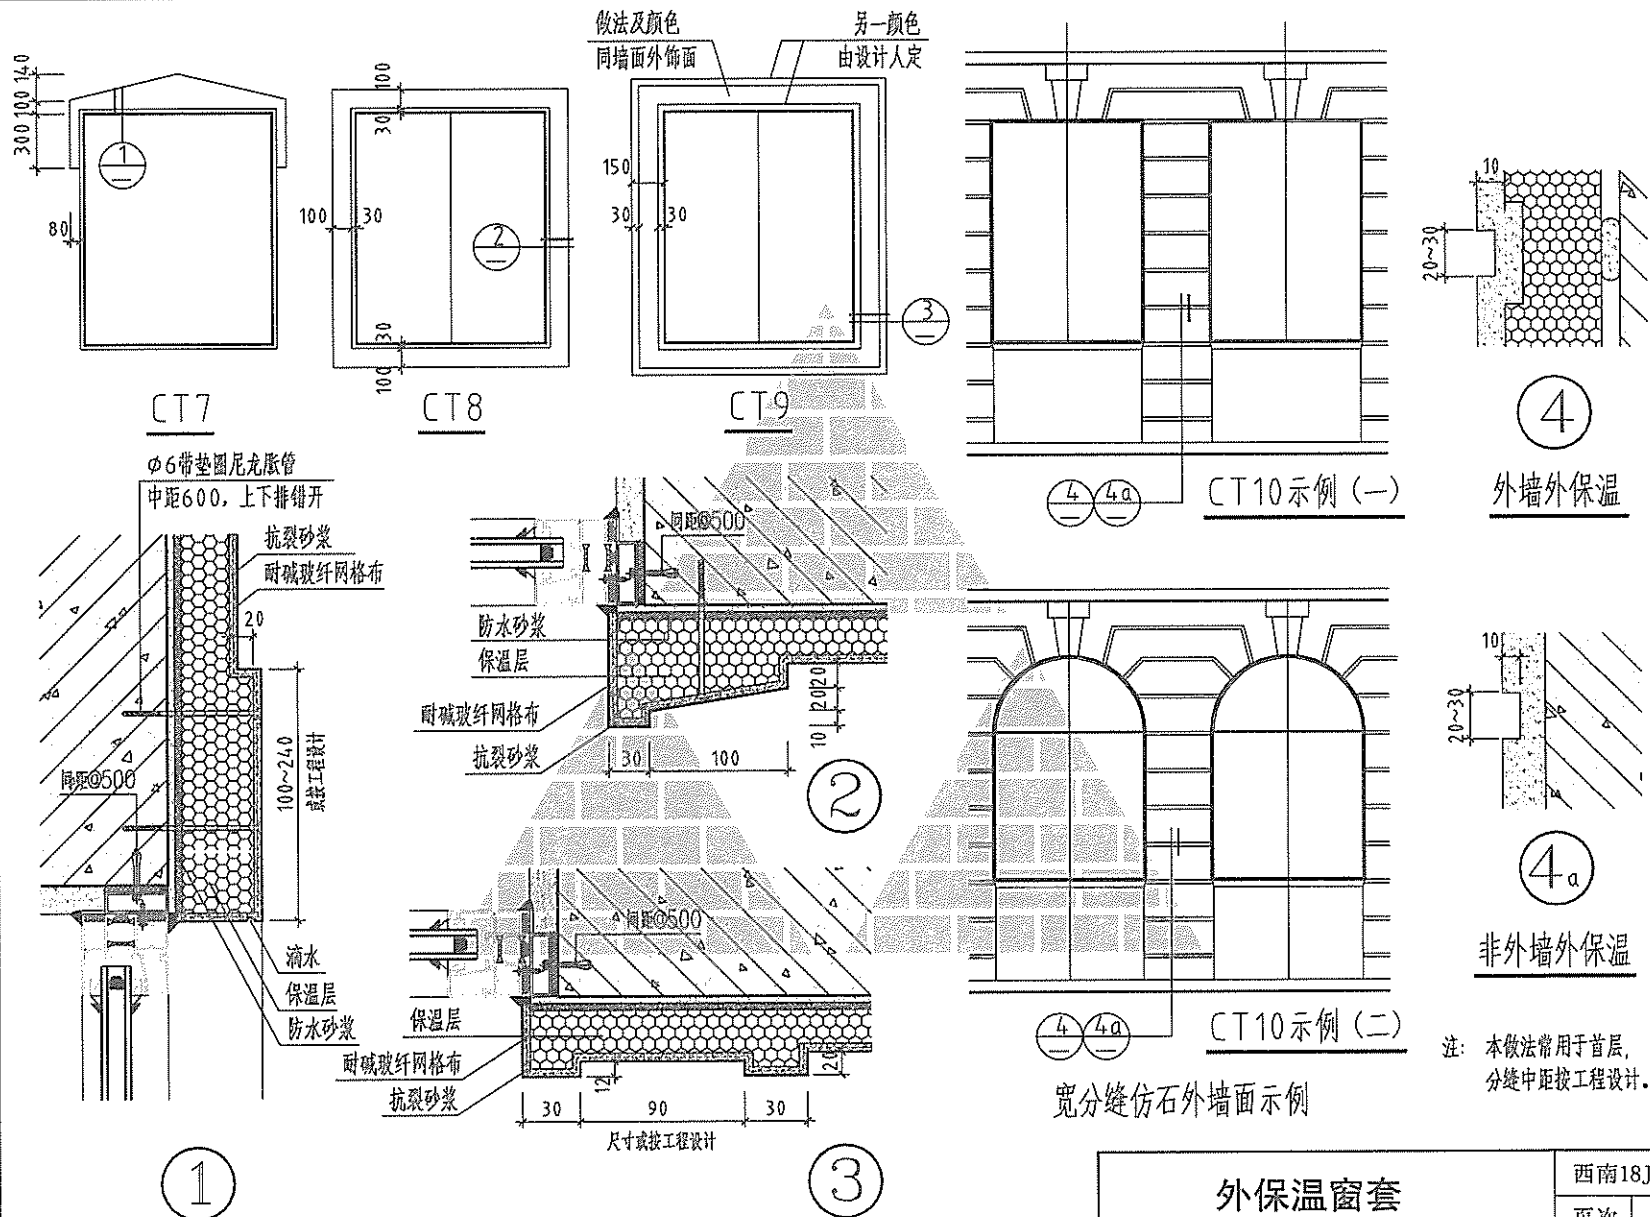 140
100
300
80
1
CT7
100
30
100
30
30
100
2
CT8
做法及颜色
同墙面外饰面
另一颜色
由设计人定
150
30
30
3
CT9
4
4a
CT10示例（一）
10
20~30
4
外墙外保温
φ6带垫圈尼龙胀管
中距600，上下排错开
抗裂砂浆
耐碱玻纤网格布
20
100~240
或按工程设计
间距@500
滴水
保温层
防水砂浆
1
间距@500
防水砂浆
保温层
耐碱玻纤网格布
抗裂砂浆
30
100
20
20
10
2
间距@500
保温层
耐碱玻纤网格布
抗裂砂浆
12
20
30
90
30
尺寸或按工程设计
3
4
4a
CT10示例（二）
宽分缝仿石外墙面示例
10
20~30
4a
非外墙外保温
注：本做法常用于首层，
分缝中距按工程设计.
外保温窗套
西南18J